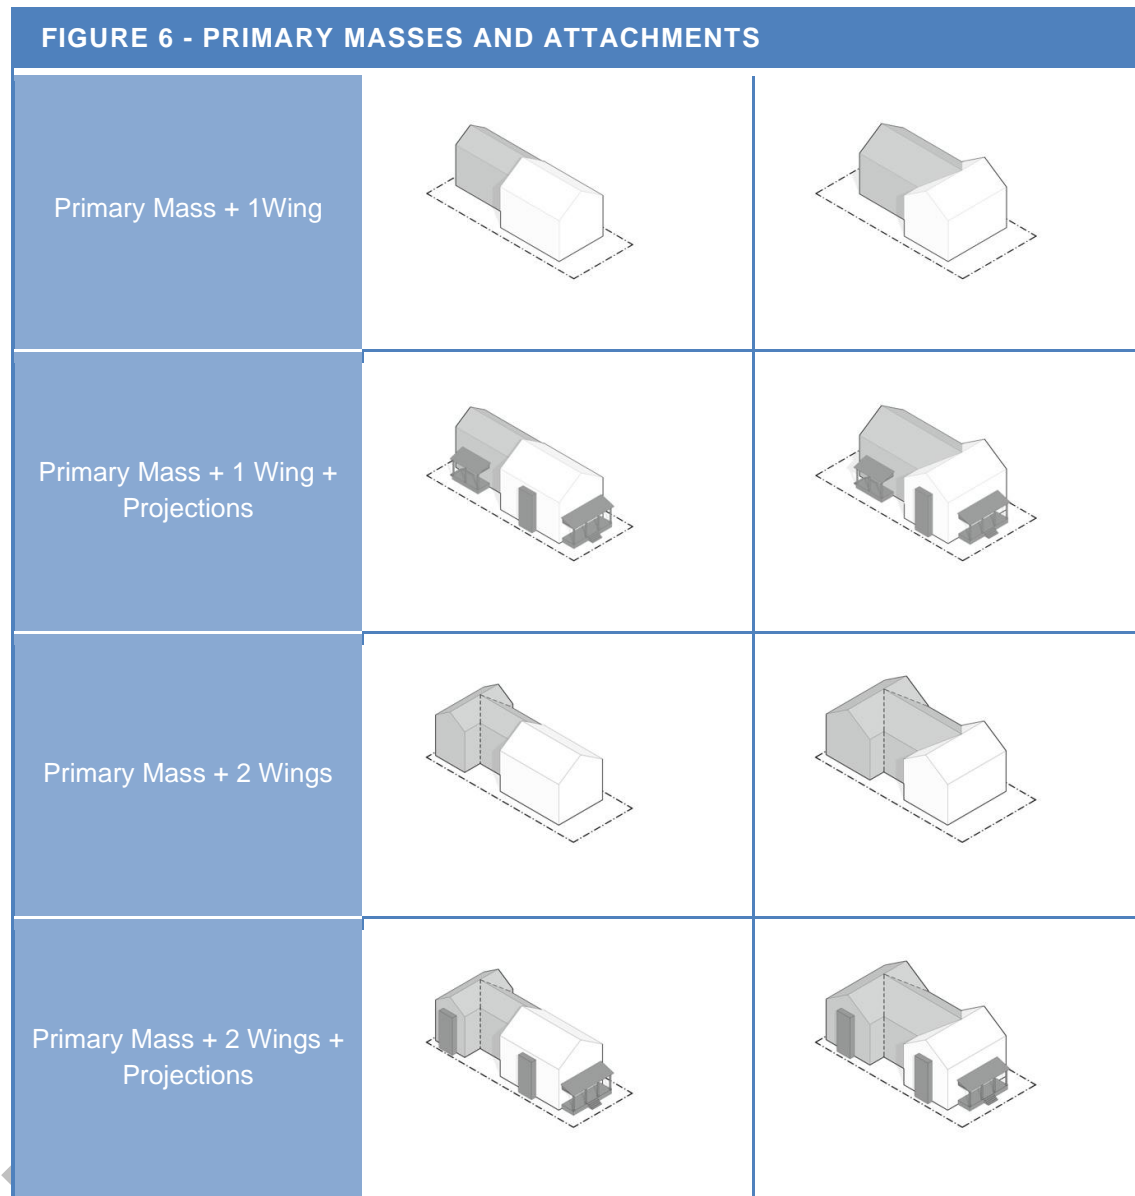 FIGURE 6 - PRIMARY MASSES AND ATTACHMENTS
Primary Mass + 1Wing
Primary Mass + 1 Wing +
Projections
Primary Mass + 2 Wings
Primary Mass + 2 Wings +
Projections